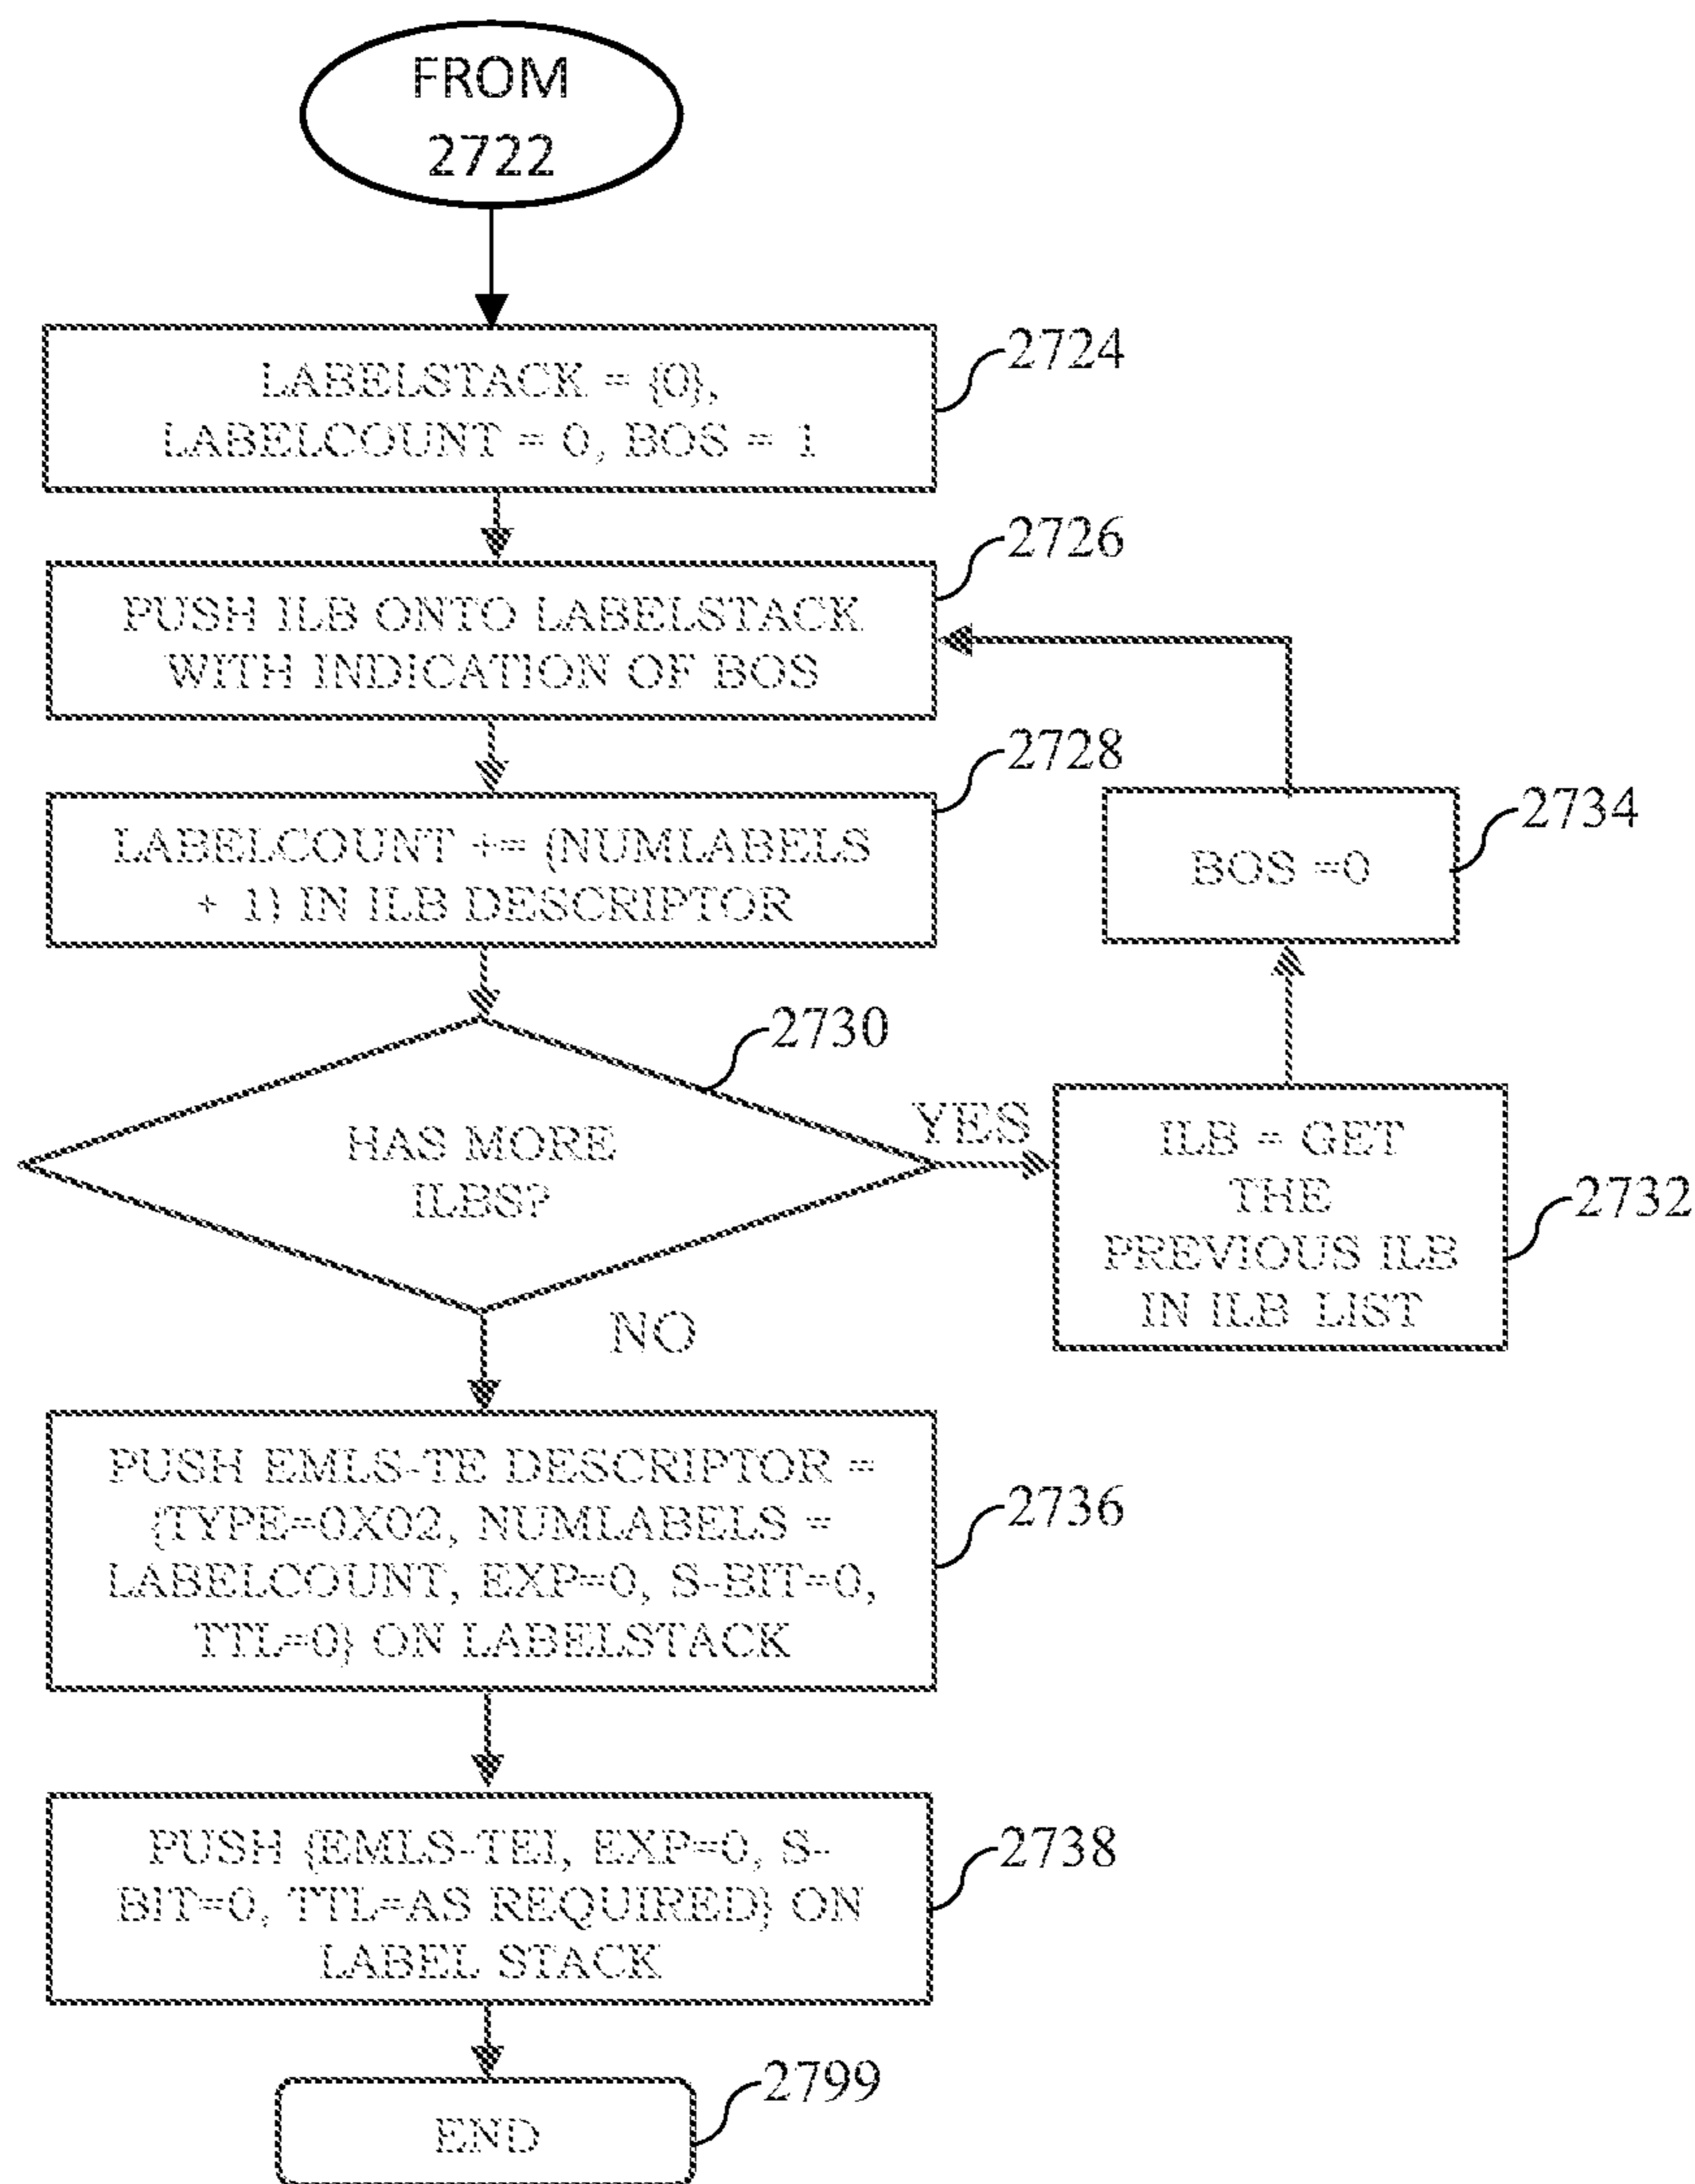 FROM
2722
LABELSTACK = {0},
LABELCOUNT = 0, BOS = 1
2724
PUSH ILB ONTO LABELSTACK
WITH INDICATION OF BOS
2726
LABELCOUNT += (NUMLABELS
+ 1) IN ILB DESCRIPTOR
2728
BOS =0
2734
HAS MORE
ILBS?
2730
YES
ILB = GET
THE
PREVIOUS ILB
IN ILB LIST
2732
NO
PUSH EMLS-TE DESCRIPTOR =
{TYPE=0X02, NUMLABELS =
LABELCOUNT, EXP=0, S-BIT=0,
TTL=0} ON LABELSTACK
2736
PUSH {EMLS-TEI, EXP=0, S-
BIT=0, TTL=AS REQUIRED} ON
LABEL STACK
2738
END
2799